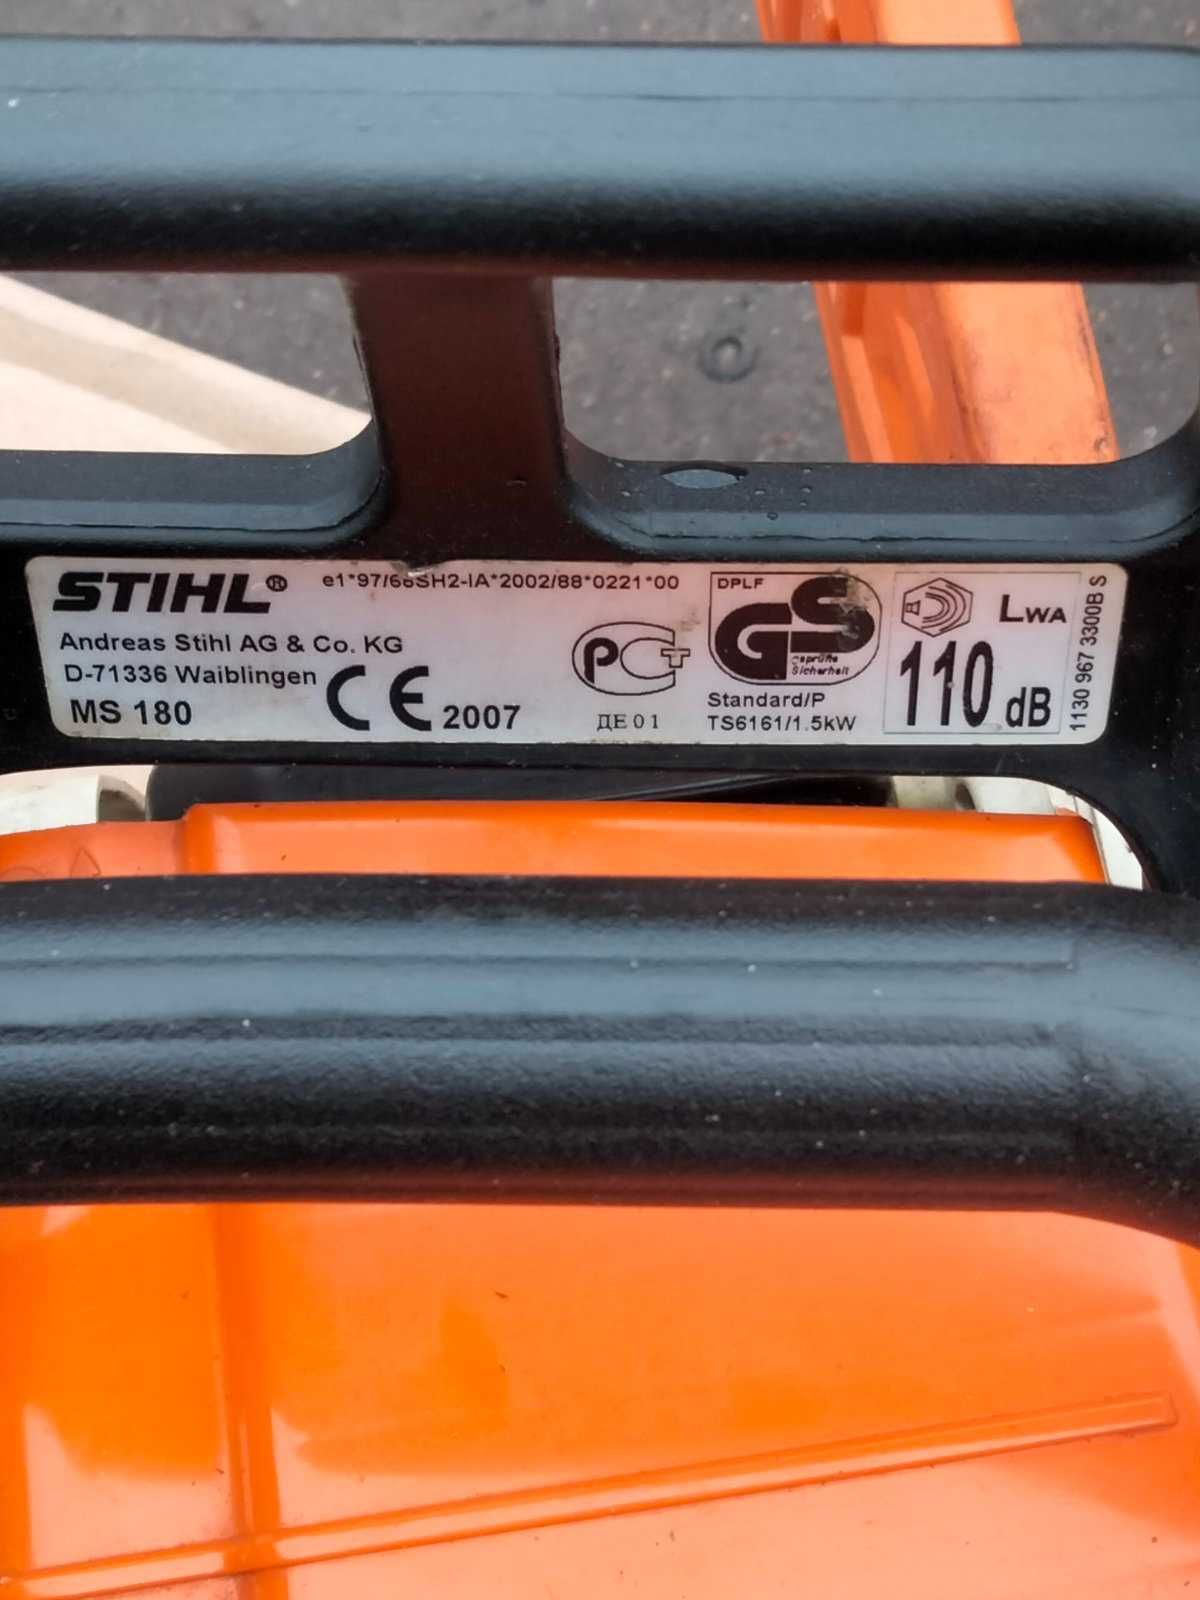 STIHL®
e1*97/68SH2-IA*2002/88*0221*00
Andreas Stihl AG & Co. KG
D-71336 Waiblingen
MS 180
CE 2007
РСТ
ДЕ 0 1
DPLF
GS
geprüfte
Sicherheit
Standard/P
TS6161/1.5kW
LWA
110 dB
1130 967 3300B S